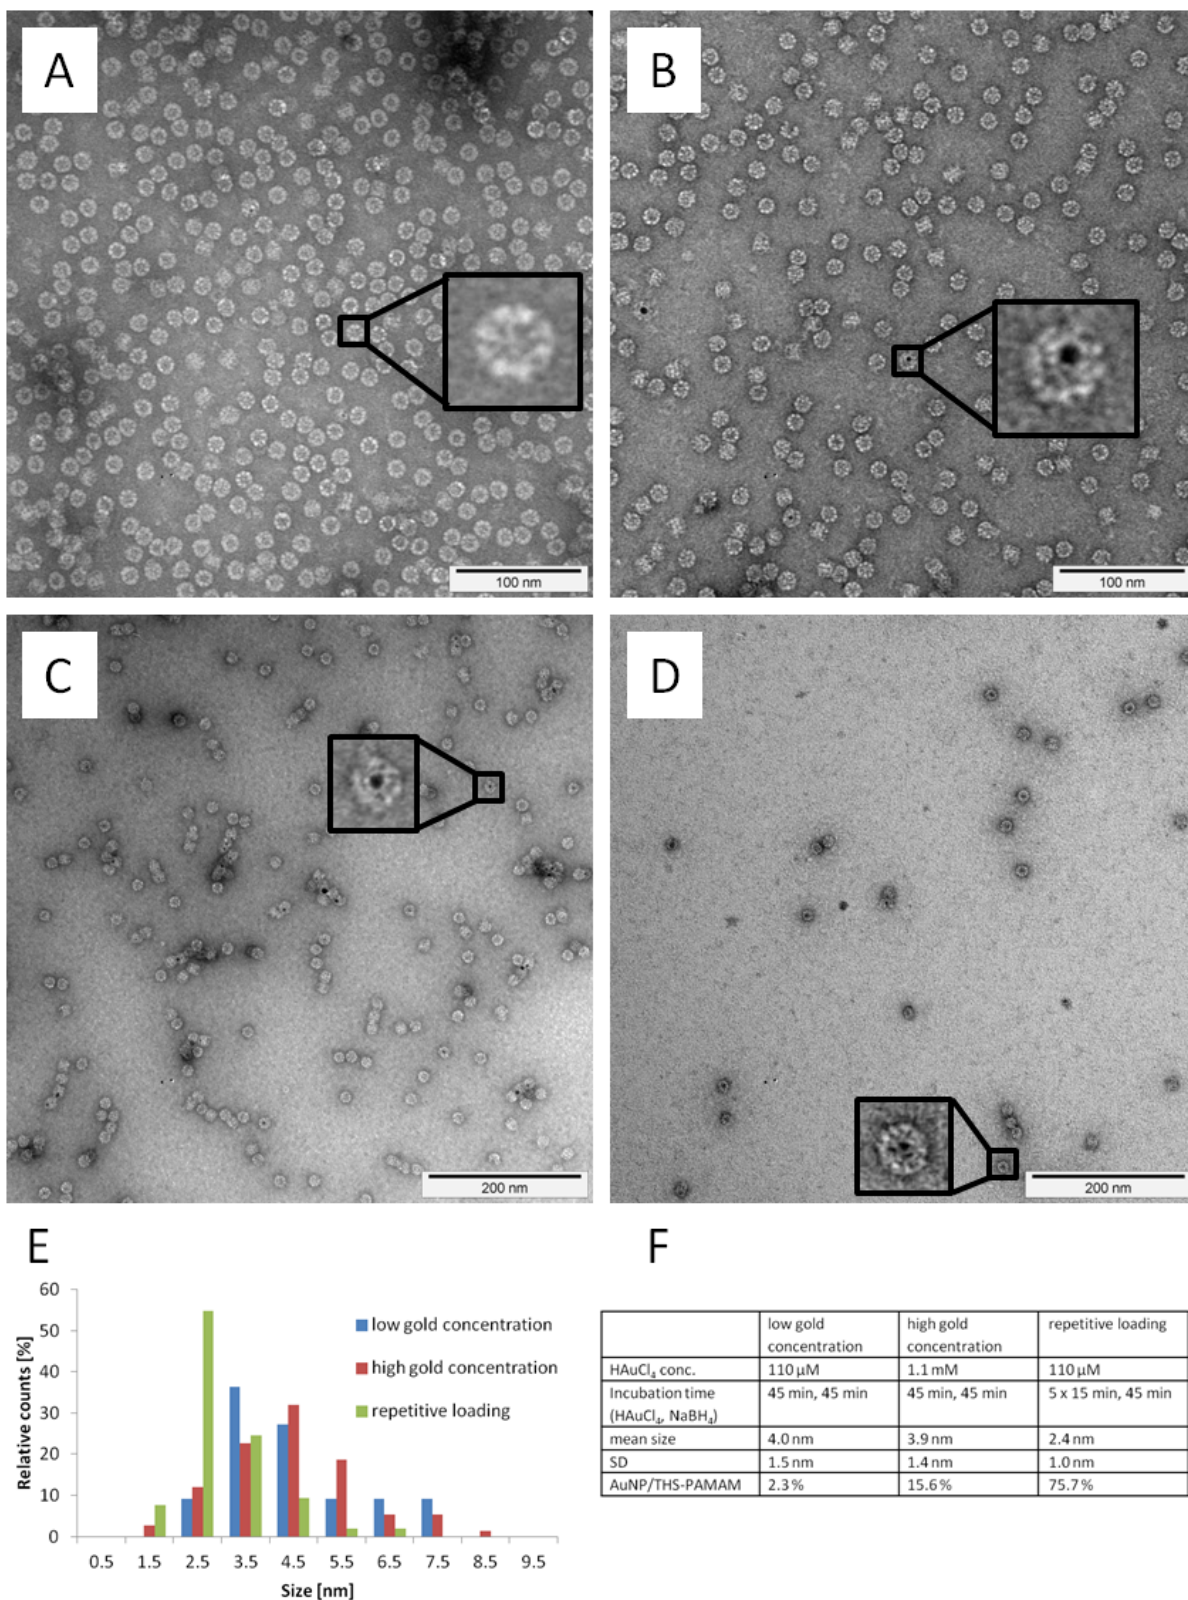 A
B
100 nm
100 nm
C
D
200 nm
200 nm
E
F
60
50
40
30
20
10
0
Relative counts [%]
low gold concentration
high gold concentration
repetitive loading
0.5 1.5 2.5 3.5 4.5 5.5 6.5 7.5 8.5 9.5
Size [nm]
low gold concentration high gold concentration repetitive loading
HAuCl₄ conc. 110 µM 1.1 mM 110 µM
Incubation time (HAuCl₄, NaBH₄) 45 min, 45 min 45 min, 45 min 5 x 15 min, 45 min
mean size 4.0 nm 3.9 nm 2.4 nm
SD 1.5 nm 1.4 nm 1.0 nm
AuNP/THS-PAMAM 2.3 % 15.6 % 75.7 %